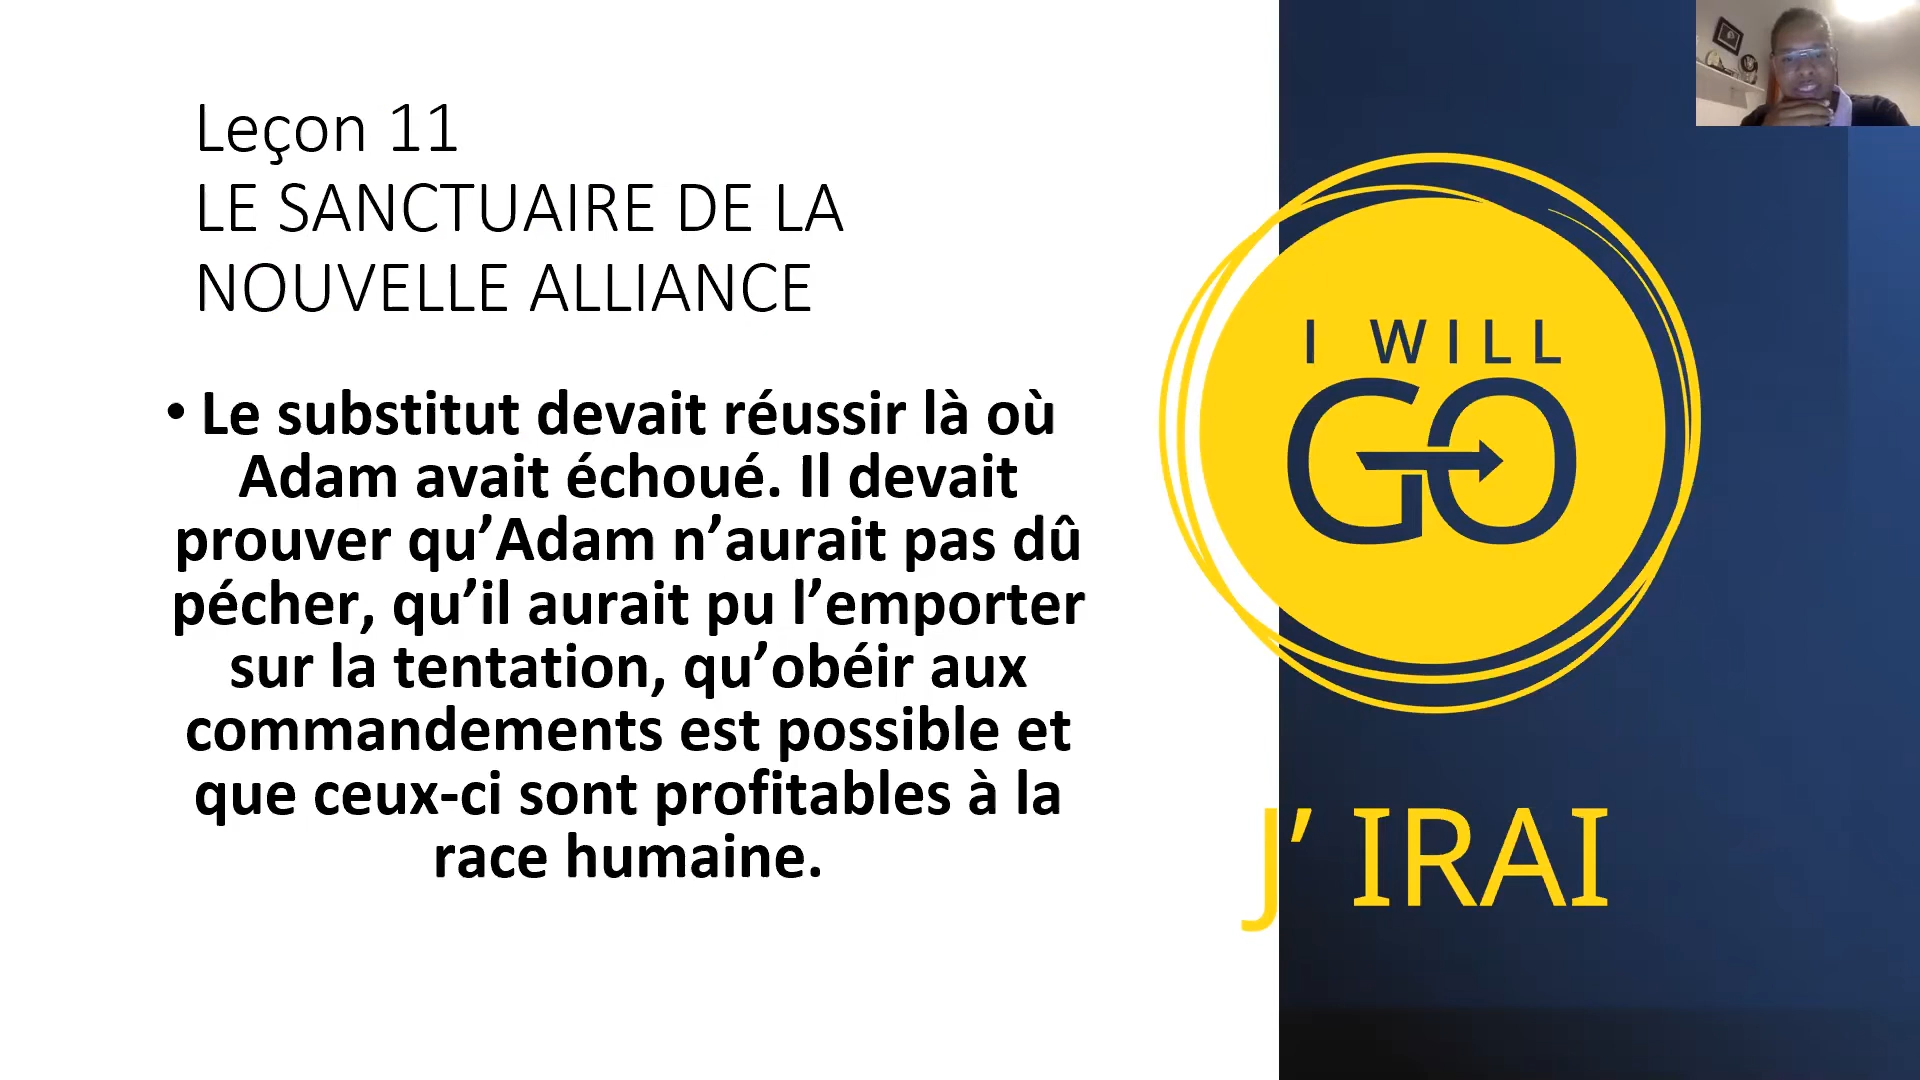 Leçon 11
LE SANCTUAIRE DE LA
NOUVELLE ALLIANCE
• Le substitut devait réussir là où
Adam avait échoué. Il devait
prouver qu’Adam n’aurait pas dû
pécher, qu’il aurait pu l’emporter
sur la tentation, qu’obéir aux
commandements est possible et
que ceux-ci sont profitables à la
race humaine.
I WILL
GO
J’ IRAI